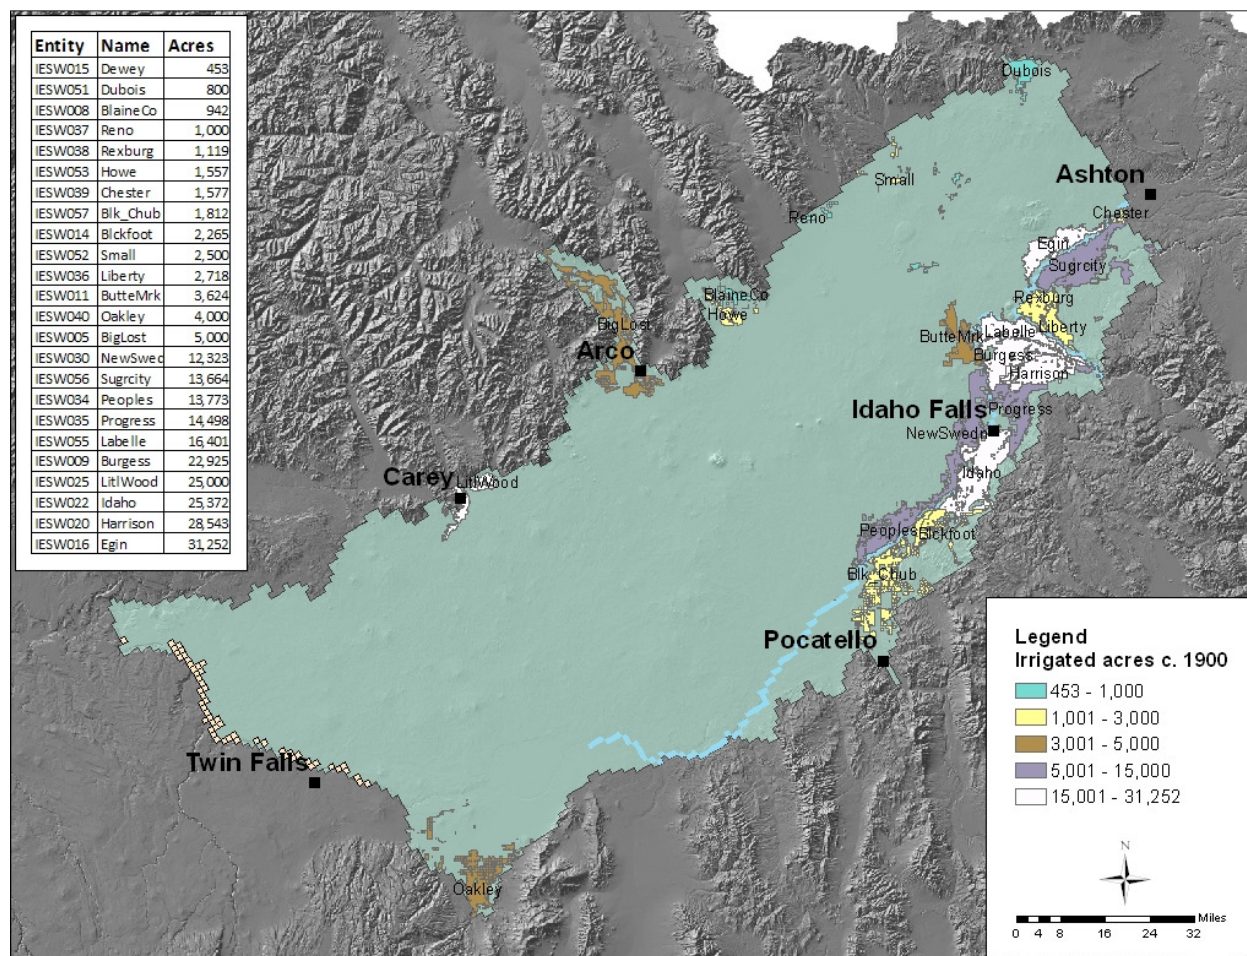 Entity Name Acres
IESW015 Dewey 453
IESW051 Dubois 800
IESW008 BlaineCo 942
IESW037 Reno 1,000
IESW038 Rexburg 1,119
IESW053 Howe 1,557
IESW039 Chester 1,577
IESW057 Blk_Chub 1,812
IESW014 Blckfoot 2,265
IESW052 Small 2,500
IESW036 Liberty 2,718
IESW011 ButteMrk 3,624
IESW040 Oakley 4,000
IESW005 BigLost 5,000
IESW030 NewSwed 12,323
IESW056 Sugrcity 13,664
IESW034 Peoples 13,773
IESW035 Progress 14,498
IESW055 Labelle 16,401
IESW009 Burgess 22,925
IESW025 LitlWood 25,000
IESW022 Idaho 25,372
IESW020 Harrison 28,543
IESW016 Egin 31,252
Dubois
Ashton
Small
Reno
Chester
Egin
Sugrcity
BlaineCo
Howe
Rexburg
BigLost
Liberty
ButteMrk
Labelle
Arco
Burgess
Harrison
Idaho Falls
Progress
NewSwedn
Carey
LitlWood
Idaho
Peoples
Blckfoot
Blk_Chub
Pocatello
Twin Falls
Oakley
Legend
Irrigated acres c. 1900
453 - 1,000
1,001 - 3,000
3,001 - 5,000
5,001 - 15,000
15,001 - 31,252
N
Miles
0 4 8 16 24 32